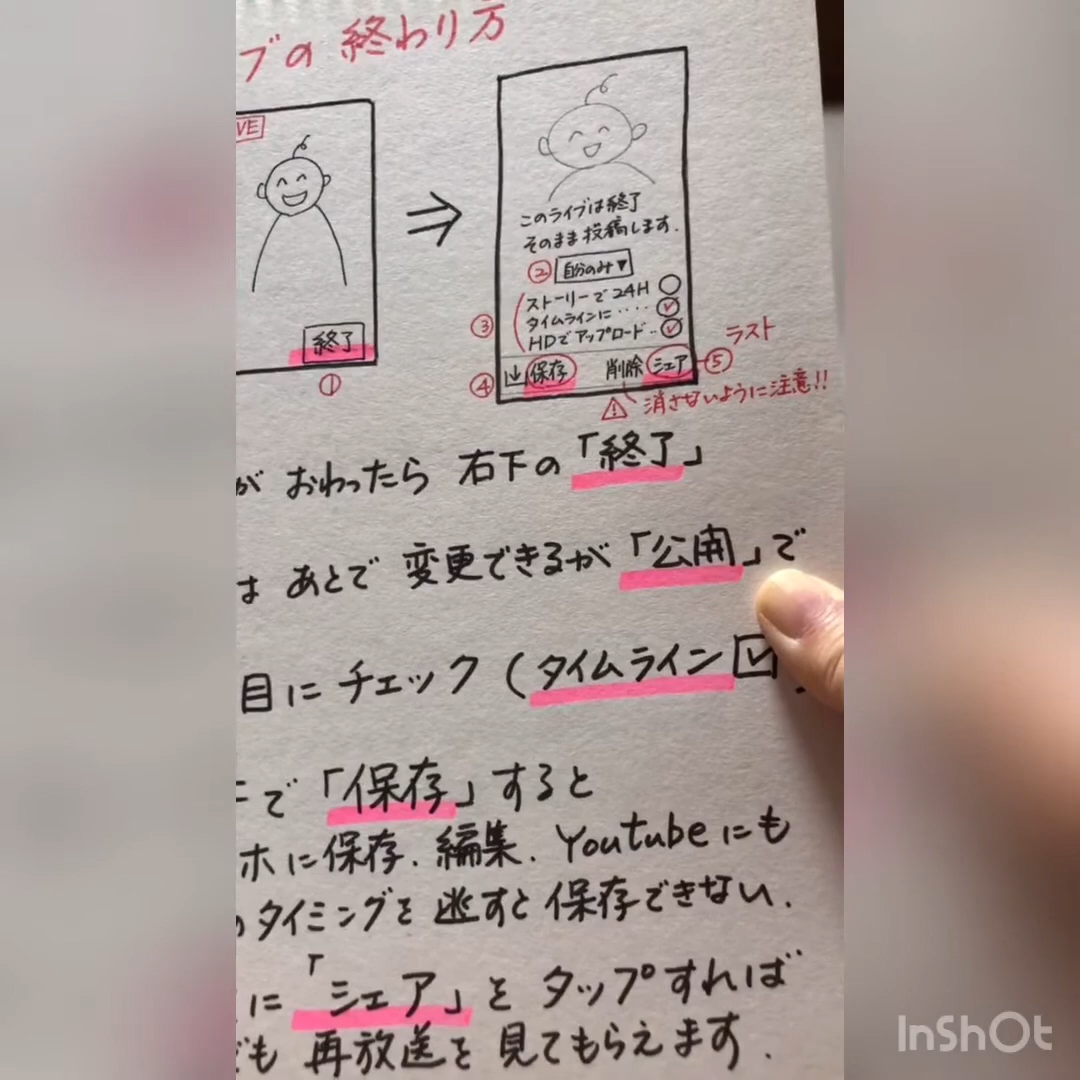 ブの終わり方
VE
終了
①
⇒
このライブは終了
そのまま投稿します.
② 自分のみ▼
ストーリーで24H
③ タイムラインに‥‥
HDでアップロード‥
④ 保存 削除 シェア ⑤ ラスト
消さないように注意!!
が おわったら 右下の「終了」
は あとで 変更できるが「公開」で
目にチェック(タイムライン☑
で「保存」すると
ホに保存.編集.Youtubeにも
のタイミングを逃すと保存できない.
に「シェア」とタップすれば
も 再放送を見てもらえます.
InShOt